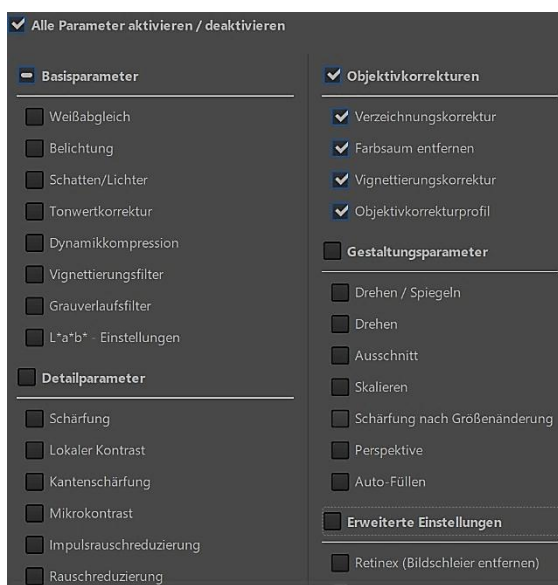 Alle Parameter aktivieren / deaktivieren
Basisparameter
Weißabgleich
Belichtung
Schatten/Lichter
Tonwertkorrektur
Dynamikkompression
Vignettierungsfilter
Grauverlaufsfilter
L*a*b* - Einstellungen
Detailparameter
Schärfung
Lokaler Kontrast
Kantenschärfung
Mikrokontrast
Impulsrauschreduzierung
Rauschreduzierung
Objektivkorrekturen
Verzeichnungskorrektur
Farbsaum entfernen
Vignettierungskorrektur
Objektivkorrekturprofil
Gestaltungsparameter
Drehen / Spiegeln
Drehen
Ausschnitt
Skalieren
Schärfung nach Größenänderung
Perspektive
Auto-Füllen
Erweiterte Einstellungen
Retinex (Bildschleier entfernen)